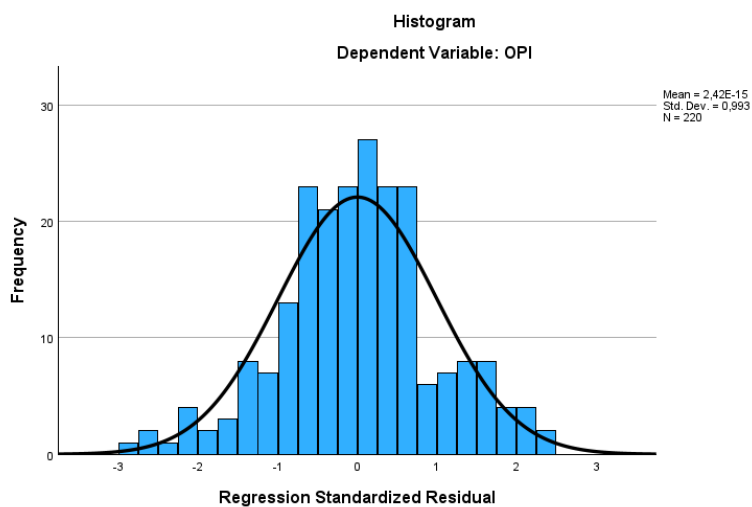 Histogram
Dependent Variable: OPI
Mean = 2,42E-15
Std. Dev. = 0,993
N = 220
30
20
10
0
Frequency
-3 -2 -1 0 1 2 3
Regression Standardized Residual